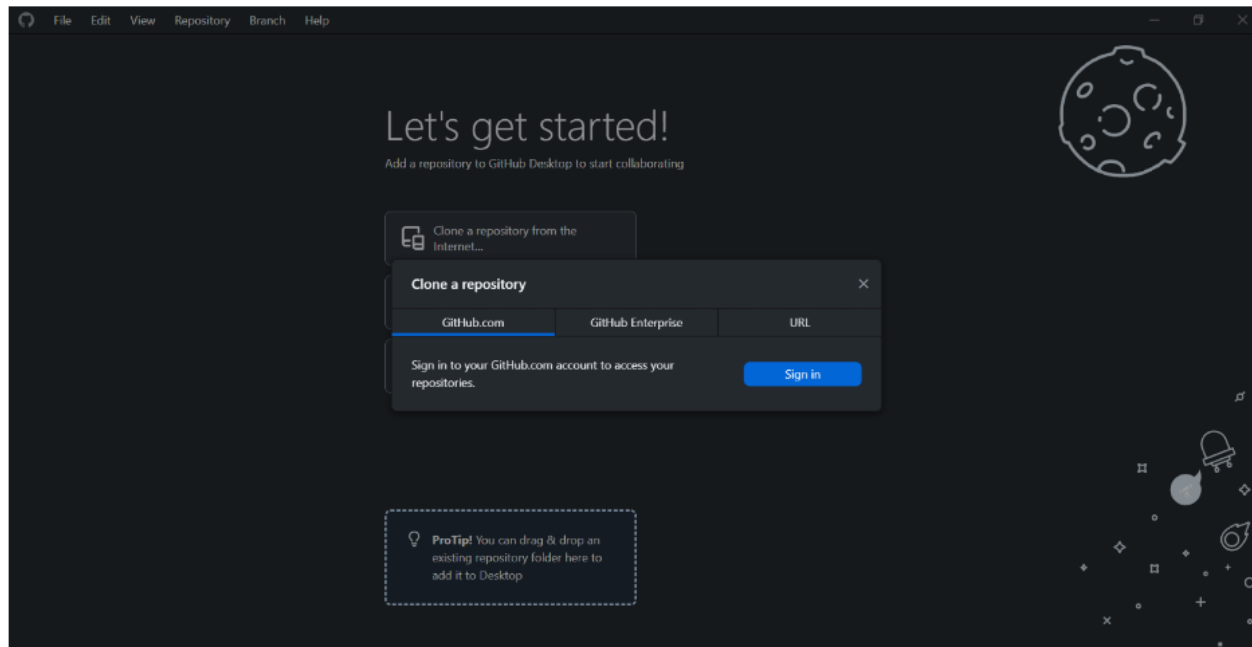 File Edit View Repository Branch Help
Let's get started!
Add a repository to GitHub Desktop to start collaborating
Clone a repository from the
Internet...
Clone a repository
GitHub.com GitHub Enterprise URL
Sign in to your GitHub.com account to access your
repositories.
Sign in
ProTip! You can drag & drop an
existing repository folder here to
add it to Desktop